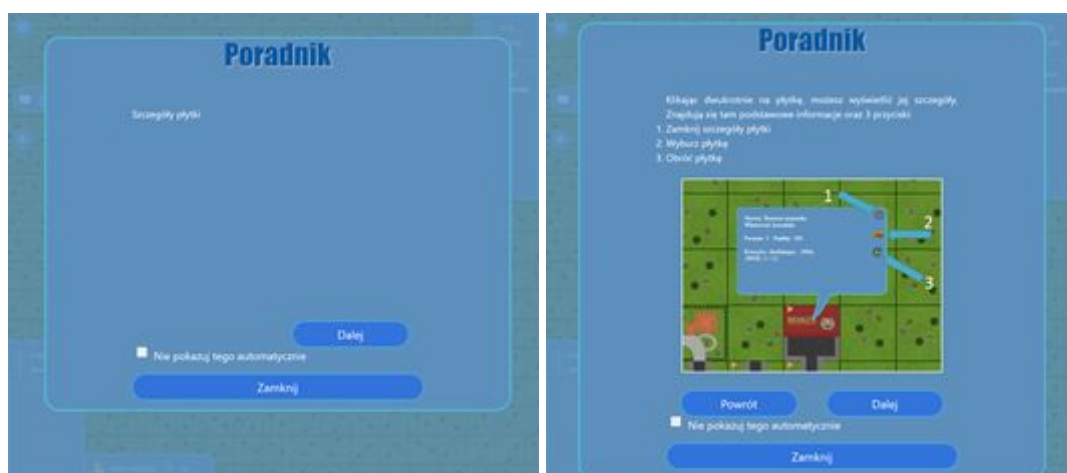 Poradnik
Szczegóły płytki
Dalej
Nie pokazuj tego automatycznie
Zamknij
Poradnik
Klikając dwukrotnie na płytkę, możesz wyświetlić jej szczegóły.
Znajdują się tam podstawowe informacje oraz 3 przyciski:
1. Zamknij szczegóły płytki
2. Wyburz płytkę
3. Obróć płytkę
1
2
3
Powrót
Dalej
Nie pokazuj tego automatycznie
Zamknij